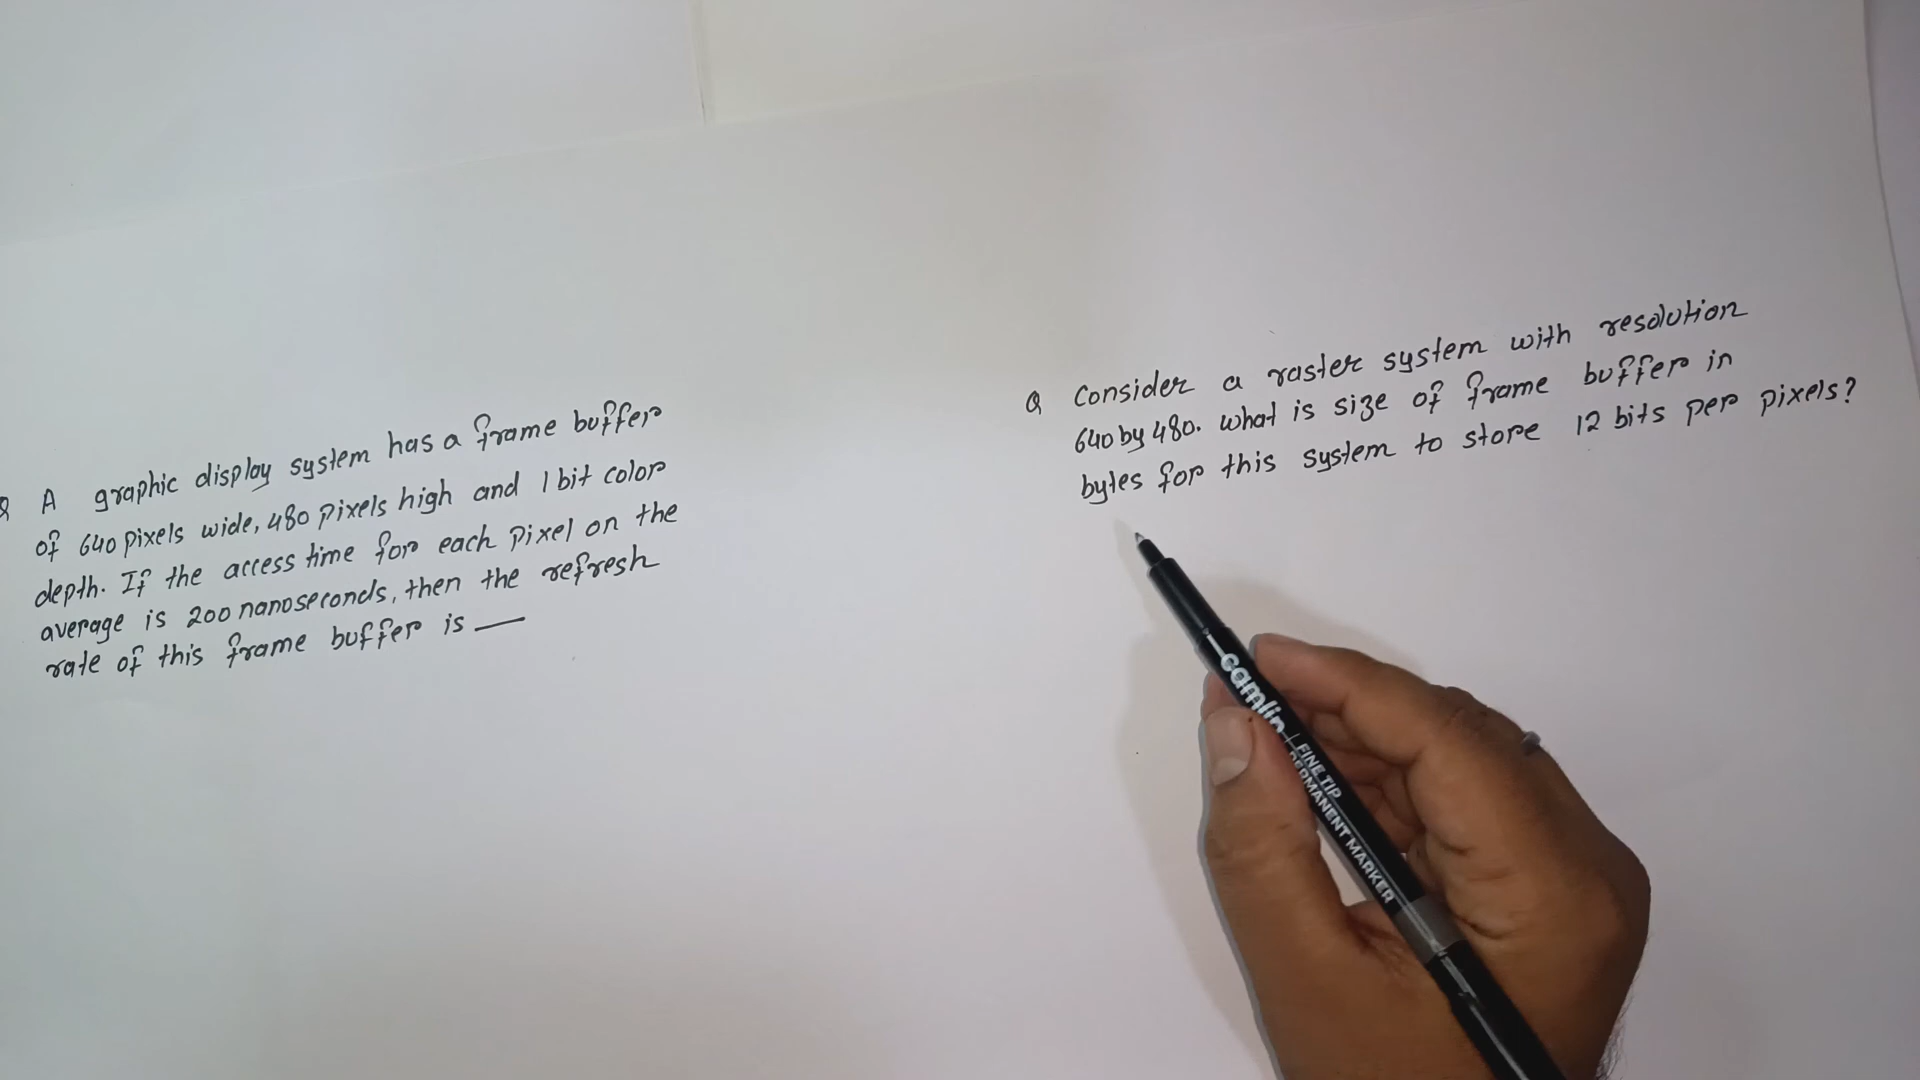 Q A graphic display system has a frame buffer
of 640 pixels wide, 480 pixels high and 1 bit color
depth. If the access time for each pixel on the
average is 200 nanoseconds, then the refresh
rate of this frame buffer is __
Q Consider a raster system with resolution
640 by 480. what is size of frame buffer in
bytes for this system to store 12 bits per pixels?
camlin
FINE TIP
PERMANENT MARKER